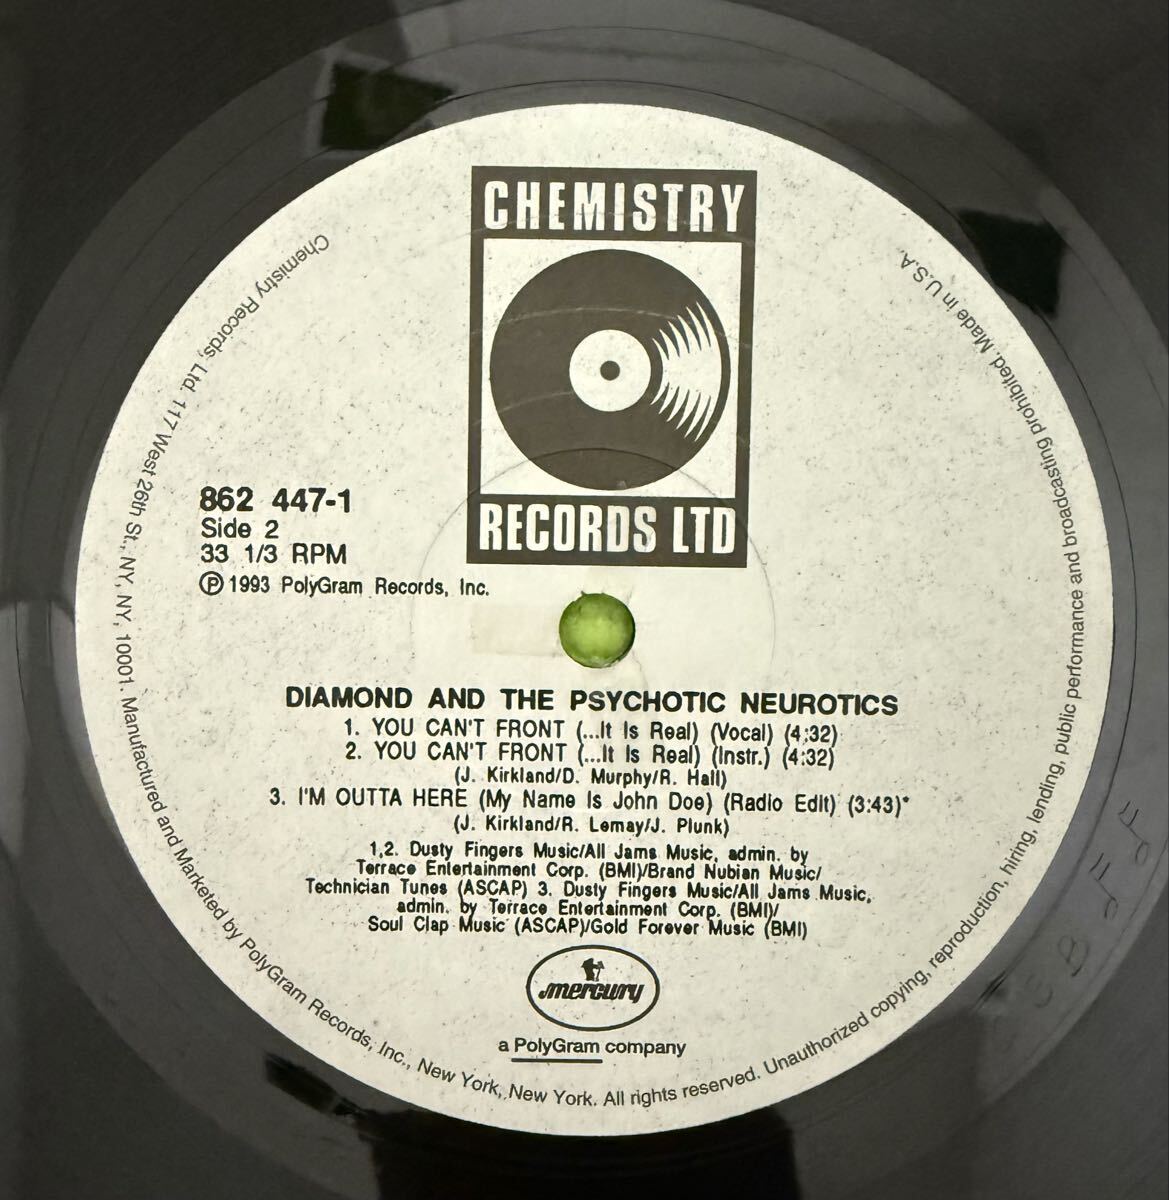 CHEMISTRY
RECORDS LTD
862 447-1
Side 2
33 1/3 RPM
Ⓟ 1993 PolyGram Records, Inc.
DIAMOND AND THE PSYCHOTIC NEUROTICS
1. YOU CAN'T FRONT (...It Is Real) (Vocal) (4:32)
2. YOU CAN'T FRONT (...It Is Real) (Instr.) (4:32)
(J. Kirkland/D. Murphy/R. Hall)
3. I'M OUTTA HERE (My Name Is John Doe) (Radio Edit) (3:43)*
(J. Kirkland/R. Lemay/J. Plunk)
1,2. Dusty Fingers Music/All Jams Music, admin. by
Terrace Entertainment Corp. (BMI)/Brand Nubian Music/
Technician Tunes (ASCAP) 3. Dusty Fingers Music/All Jams Music,
admin. by Terrace Entertainment Corp. (BMI)/
Soul Clap Music (ASCAP)/Gold Forever Music (BMI)
mercury
a PolyGram company
Chemistry Records, Ltd. 117 West 26th St., NY, NY, 10001. Manufactured and Marketed by PolyGram Records, Inc., New York, New York. All rights reserved. Unauthorized copying, reproduction, hiring, lending, public performance and broadcasting prohibited. Made in U.S.A